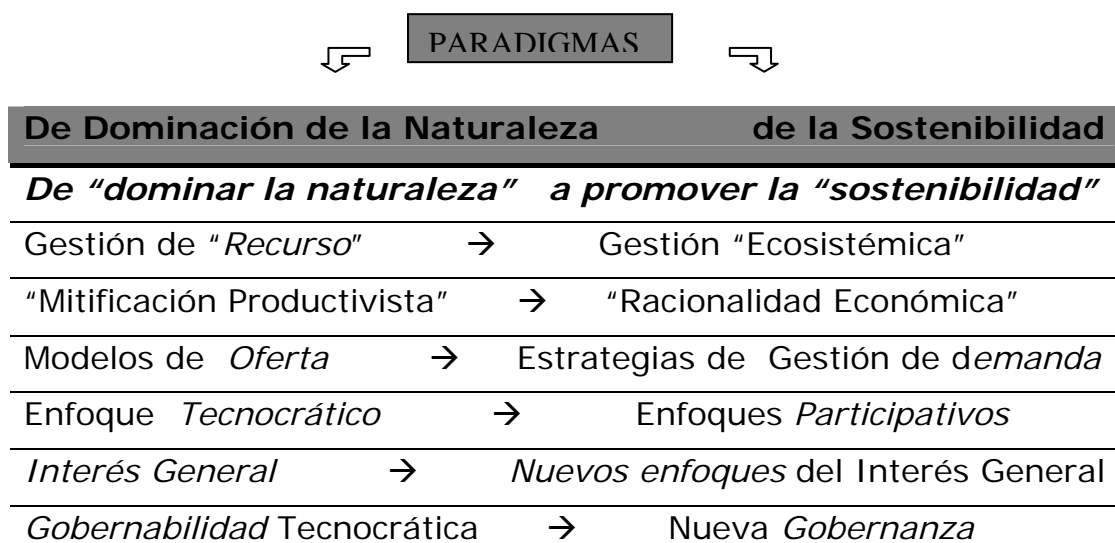 PARADIGMAS
De Dominación de la Naturaleza de la Sostenibilidad
De “dominar la naturaleza” a promover la “sostenibilidad”
Gestión de “Recurso” → Gestión “Ecosistémica”
“Mitificación Productivista” → “Racionalidad Económica”
Modelos de Oferta → Estrategias de Gestión de demanda
Enfoque Tecnocrático → Enfoques Participativos
Interés General → Nuevos enfoques del Interés General
Gobernabilidad Tecnocrática → Nueva Gobernanza